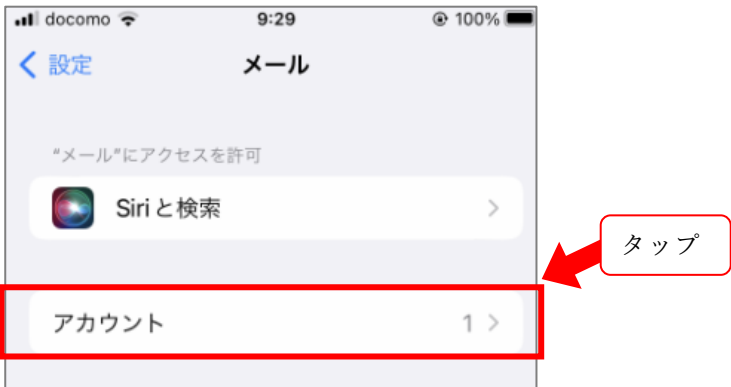 docomo 9:29 100%
設定 メール
"メール"にアクセスを許可
Siriと検索
タップ
アカウント 1